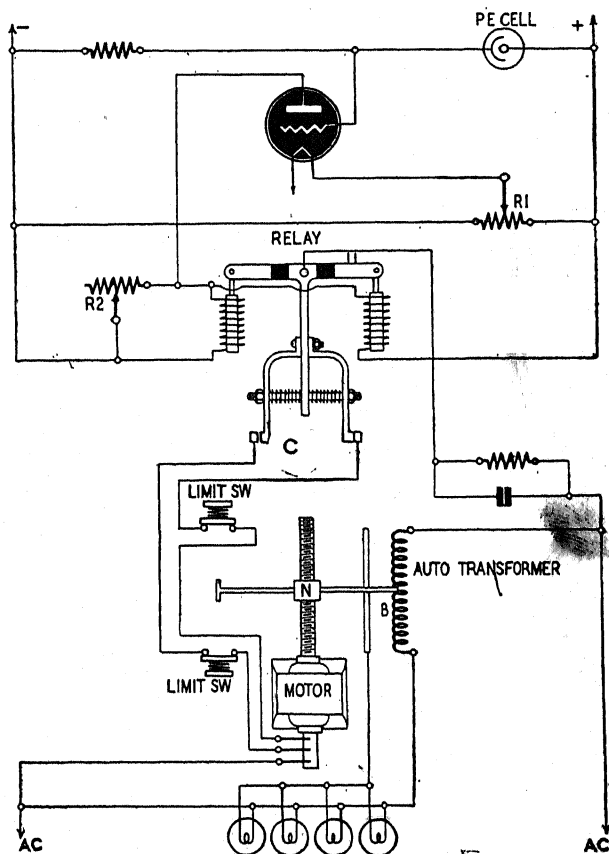 PE CELL
− +
R1
RELAY
R2
C
LIMIT SW
AUTO TRANSFORMER
N
B
LIMIT SW
MOTOR
AC AC